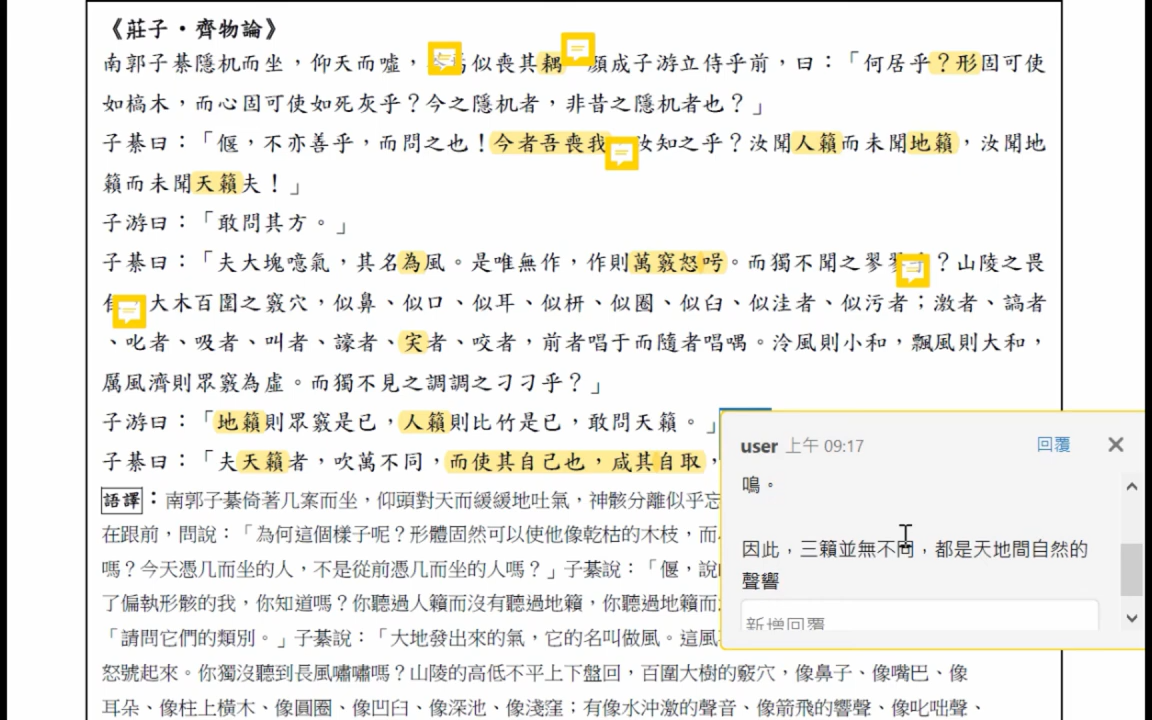 《莊子·齊物論》
南郭子綦隱机而坐，仰天而噓，焉似喪其耦 顏成子游立侍乎前，曰：「何居乎？形固可使
如槁木，而心固可使如死灰乎？今之隱机者，非昔之隱机者也？」
子綦曰：「偃，不亦善乎，而問之也！今者吾喪我 汝知之乎？汝聞人籟而未聞地籟，汝聞地
籟而未聞天籟夫！」
子游曰：「敢問其方。」
子綦曰：「夫大塊噫氣，其名為風。是唯無作，作則萬竅怒呺。而獨不聞之翏翏乎？山陵之畏
大木百圍之竅穴，似鼻、似口、似耳、似枅、似圈、似臼、似洼者、似污者；激者、謞者
、叱者、吸者、叫者、譹者、宎者、咬者，前者唱于而隨者唱喁。泠風則小和，飄風則大和，
厲風濟則眾竅為虛。而獨不見之調調之刁刁乎？」
子游曰：「地籟則眾竅是已，人籟則比竹是已，敢問天籟。」
子綦曰：「夫天籟者，吹萬不同，而使其自己也，咸其自取，
語譯：南郭子綦倚著几案而坐，仰頭對天而緩緩地吐氣，神骸分離似乎忘
在跟前，問說：「為何這個樣子呢？形體固然可以使他像乾枯的木枝，而
嗎？今天憑几而坐的人，不是從前憑几而坐的人嗎？」子綦說：「偃，說
了偏執形骸的我，你知道嗎？你聽過人籟而沒有聽過地籟，你聽過地籟而
「請問它們的類別。」子綦說：「大地發出來的氣，它的名叫做風。這風
怒號起來。你獨沒聽到長風嘯嘯嗎？山陵的高低不平上下盤回，百圍大樹的竅穴，像鼻子、像嘴巴、像
耳朵、像柱上橫木、像圓圈、像凹臼、像深池、像淺窪；有像水沖激的聲音、像箭飛的響聲、像叱咄聲、
user 上午 09:17 回覆
鳴。
因此，三籟並無不同，都是天地間自然的
聲響
新增回覆